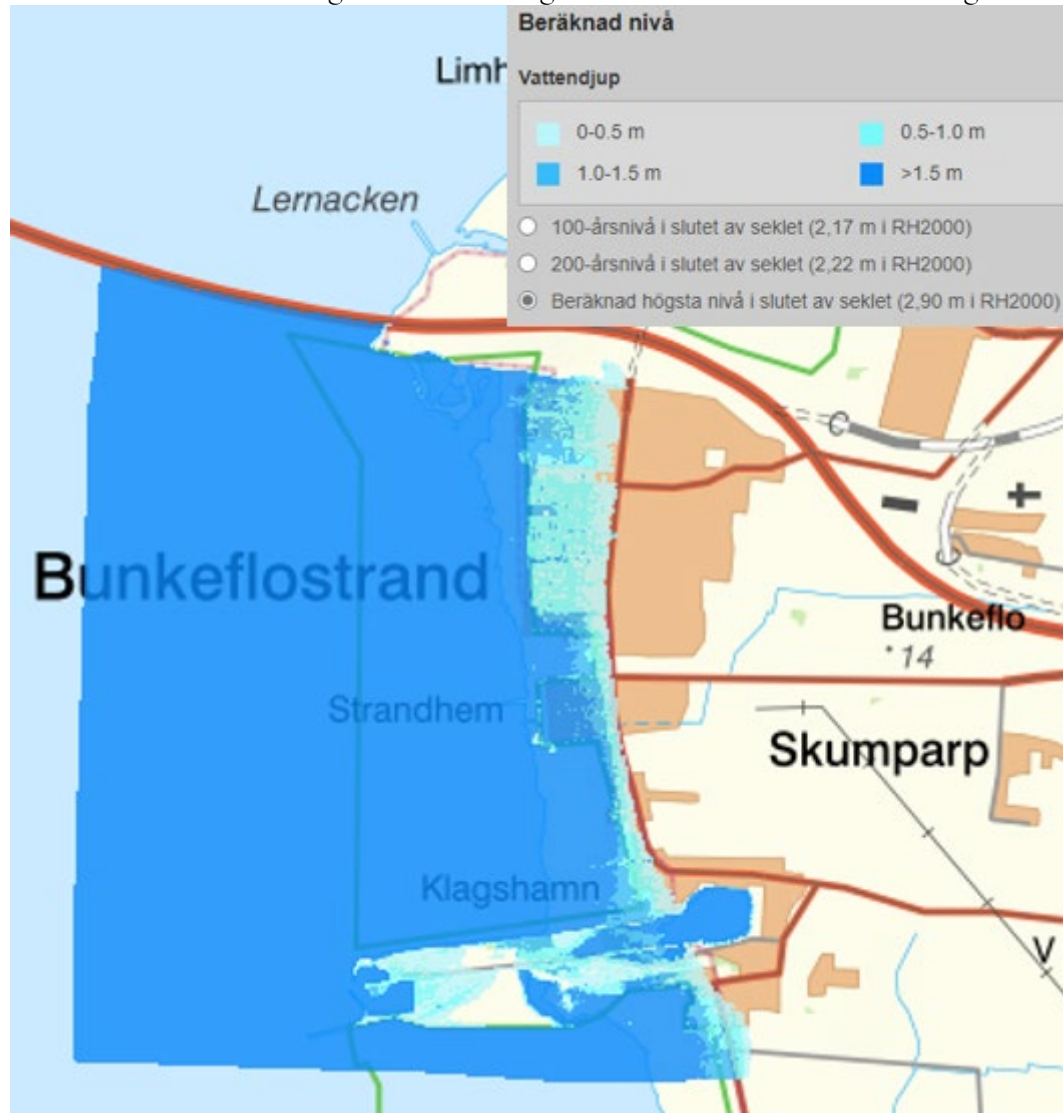 Beräknad nivå
Vattendjup
0-0.5 m
0.5-1.0 m
1.0-1.5 m
>1.5 m
100-årsnivå i slutet av seklet (2,17 m i RH2000)
200-årsnivå i slutet av seklet (2,22 m i RH2000)
Beräknad högsta nivå i slutet av seklet (2,90 m i RH2000)
Lernacken
Bunkeflostrand
Bunkeflo
14
Strandhem
Skumparp
Klagshamn
V